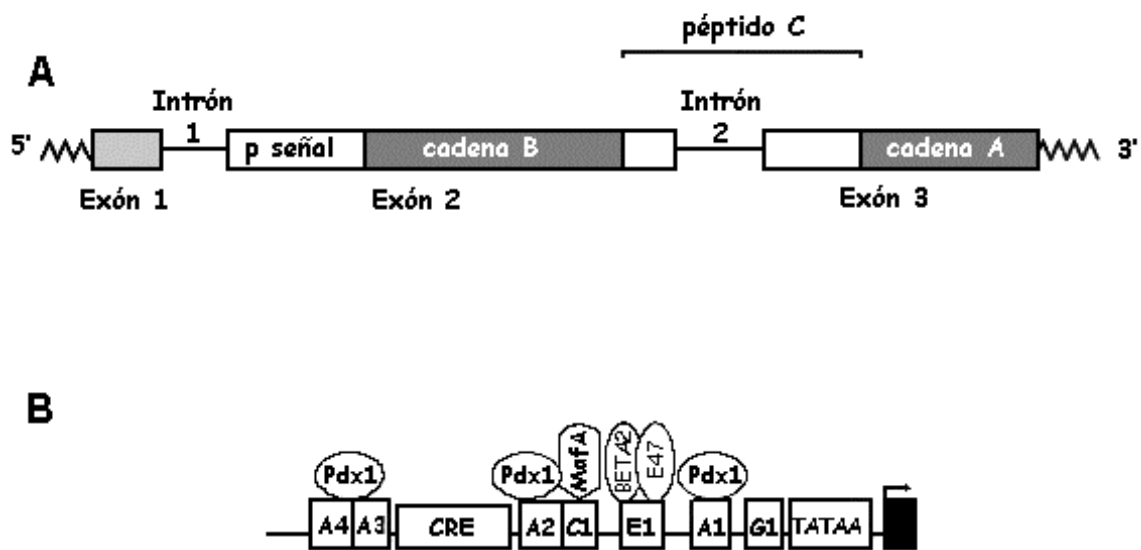 péptido C
A
Intrón 1
Intrón 2
5' p señal cadena B cadena A 3'
Exón 1 Exón 2 Exón 3
B
Pdx1 Pdx1 MafA BETA2 E47 Pdx1
A4 A3 CRE A2 C1 E1 A1 G1 TATAA